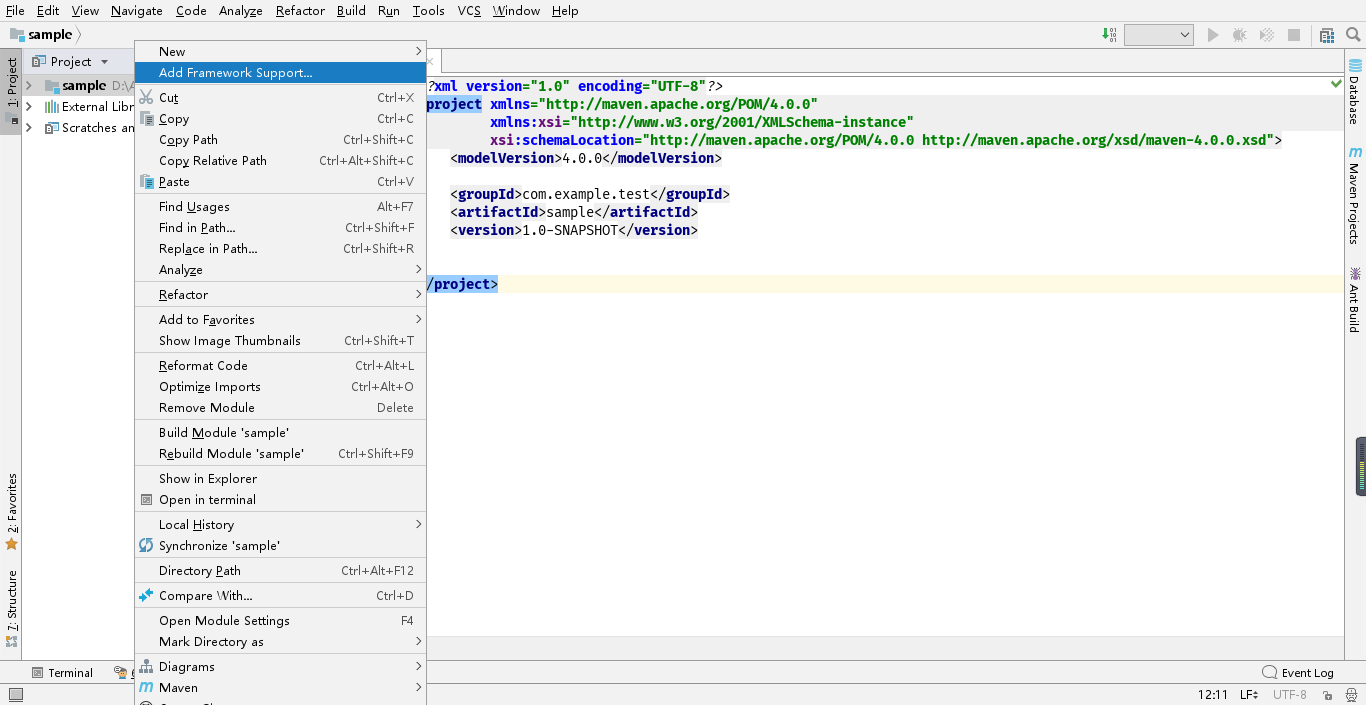 File Edit View Navigate Code Analyze Refactor Build Run Tools VCS Window Help
sample
1: Project
Project
sample D:\
External Libr
Scratches an
New
Add Framework Support...
Cut Ctrl+X
Copy Ctrl+C
Copy Path Ctrl+Shift+C
Copy Relative Path Ctrl+Alt+Shift+C
Paste Ctrl+V
Find Usages Alt+F7
Find in Path... Ctrl+Shift+F
Replace in Path... Ctrl+Shift+R
Analyze
Refactor
Add to Favorites
Show Image Thumbnails Ctrl+Shift+T
Reformat Code Ctrl+Alt+L
Optimize Imports Ctrl+Alt+O
Remove Module Delete
Build Module 'sample'
Rebuild Module 'sample' Ctrl+Shift+F9
Show in Explorer
Open in terminal
Local History
Synchronize 'sample'
Directory Path Ctrl+Alt+F12
Compare With... Ctrl+D
Open Module Settings F4
Mark Directory as
Diagrams
Maven
?xml version="1.0" encoding="UTF-8"?>
project xmlns="http://maven.apache.org/POM/4.0.0"
xmlns:xsi="http://www.w3.org/2001/XMLSchema-instance"
xsi:schemaLocation="http://maven.apache.org/POM/4.0.0 http://maven.apache.org/xsd/maven-4.0.0.xsd">
<modelVersion>4.0.0</modelVersion>
<groupId>com.example.test</groupId>
<artifactId>sample</artifactId>
<version>1.0-SNAPSHOT</version>
/project>
Database
Maven Projects
Ant Build
2: Favorites
7: Structure
Terminal
Event Log
12:11 LF UTF-8